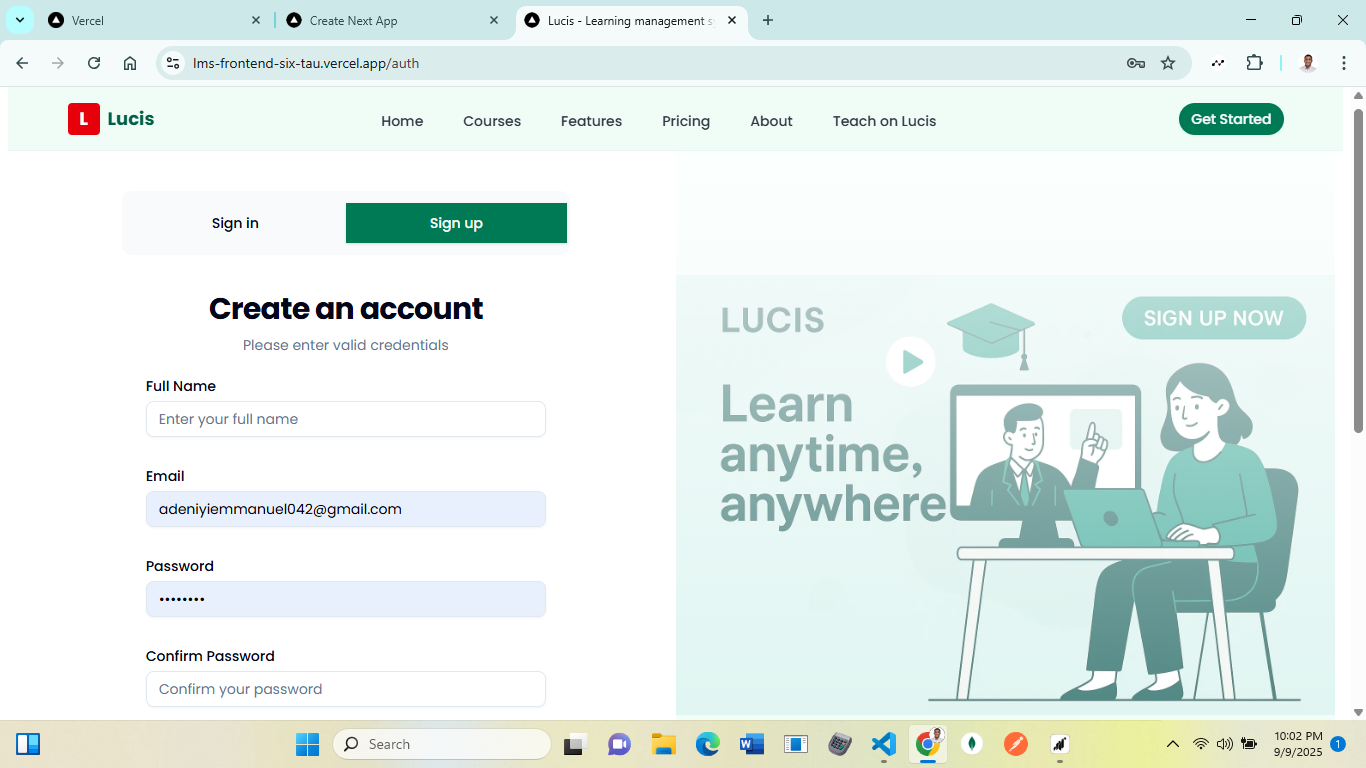 Vercel
Create Next App
Lucis - Learning management s
lms-frontend-six-tau.vercel.app/auth
L Lucis
Home Courses Features Pricing About Teach on Lucis
Get Started
Sign in Sign up
Create an account
Please enter valid credentials
Full Name
Enter your full name
Email
adeniyiemmanuel042@gmail.com
Password
••••••••
Confirm Password
Confirm your password
LUCIS
SIGN UP NOW
Learn
anytime,
anywhere
Search
10:02 PM
9/9/2025
1